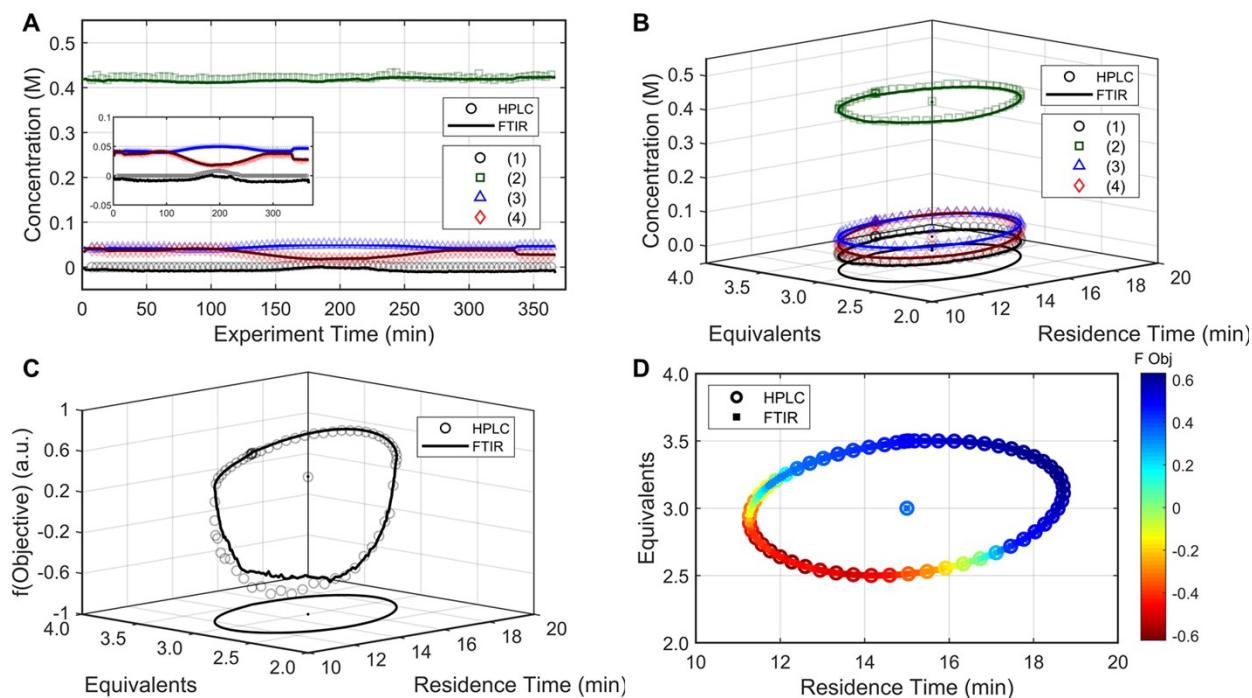 A
0.5
0.4
0.3
0.2
0.1
0
Concentration (M)
0.1
0.05
0
-0.05
0 100 200 300
HPLC
FTIR
(1)
(2)
(3)
(4)
0 50 100 150 200 250 300 350
Experiment Time (min)
B
0.5
0.4
0.3
0.2
0.1
0.0
Concentration (M)
HPLC
FTIR
(1)
(2)
(3)
(4)
4.0 3.5 3.0 2.5 2.0
10 12 14 16 18 20
Equivalents
Residence Time (min)
C
1
0.6
0.2
-0.2
-0.6
-1
f(Objective) (a.u.)
HPLC
FTIR
4.0 3.5 3.0 2.5 2.0
10 12 14 16 18 20
Equivalents
Residence Time (min)
D
4.0
3.5
3.0
2.5
2.0
Equivalents
HPLC
FTIR
10 12 14 16 18 20
Residence Time (min)
F Obj
0.6
0.4
0.2
0
-0.2
-0.4
-0.6